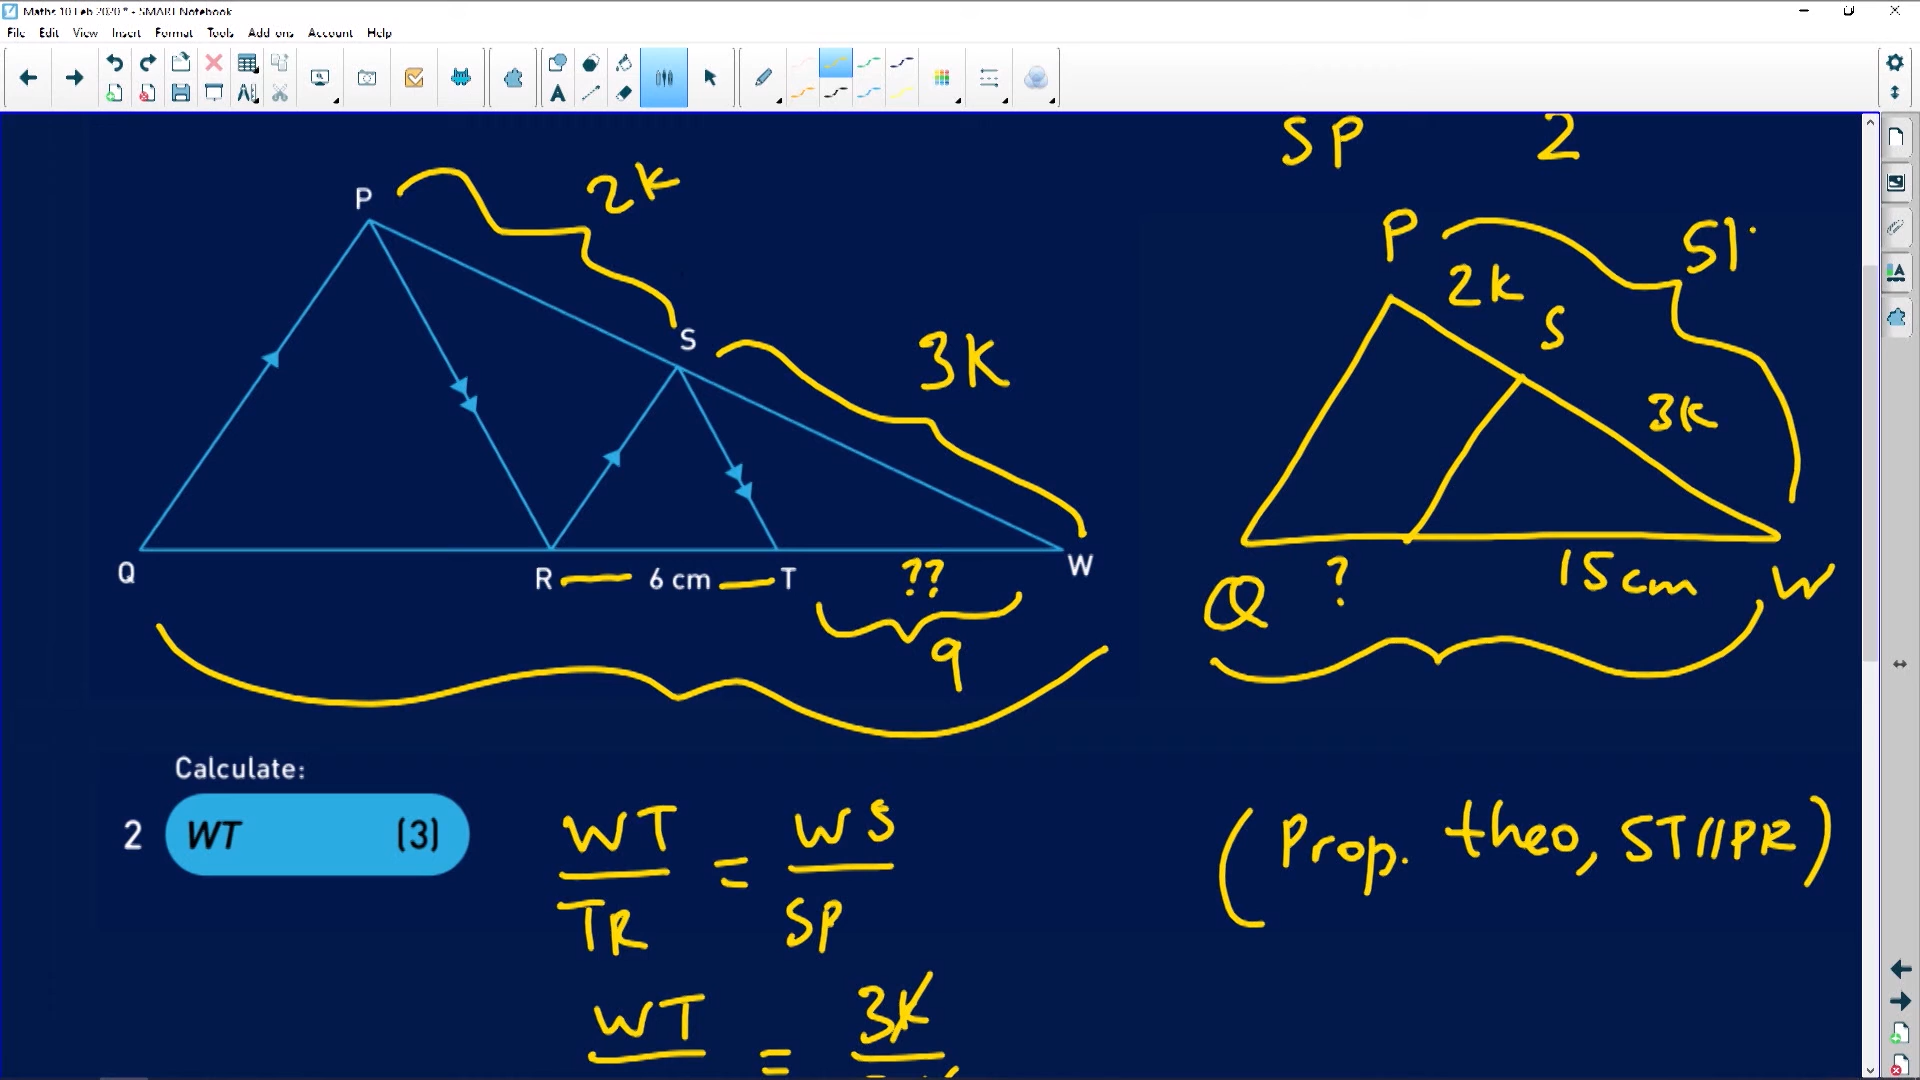 Maths 10 Feb 2020 * - SMART Notebook
File Edit View Insert Format Tools Add-ons Account Help
SP 2
P 2K
S
3K
Q R 6 cm T ?? W
9
P 2K S 5
3K
Q ? 15cm W
Calculate:
2 WT (3)
WT = WS (Prop. theo, ST//PR)
TR SP
WT = 3K